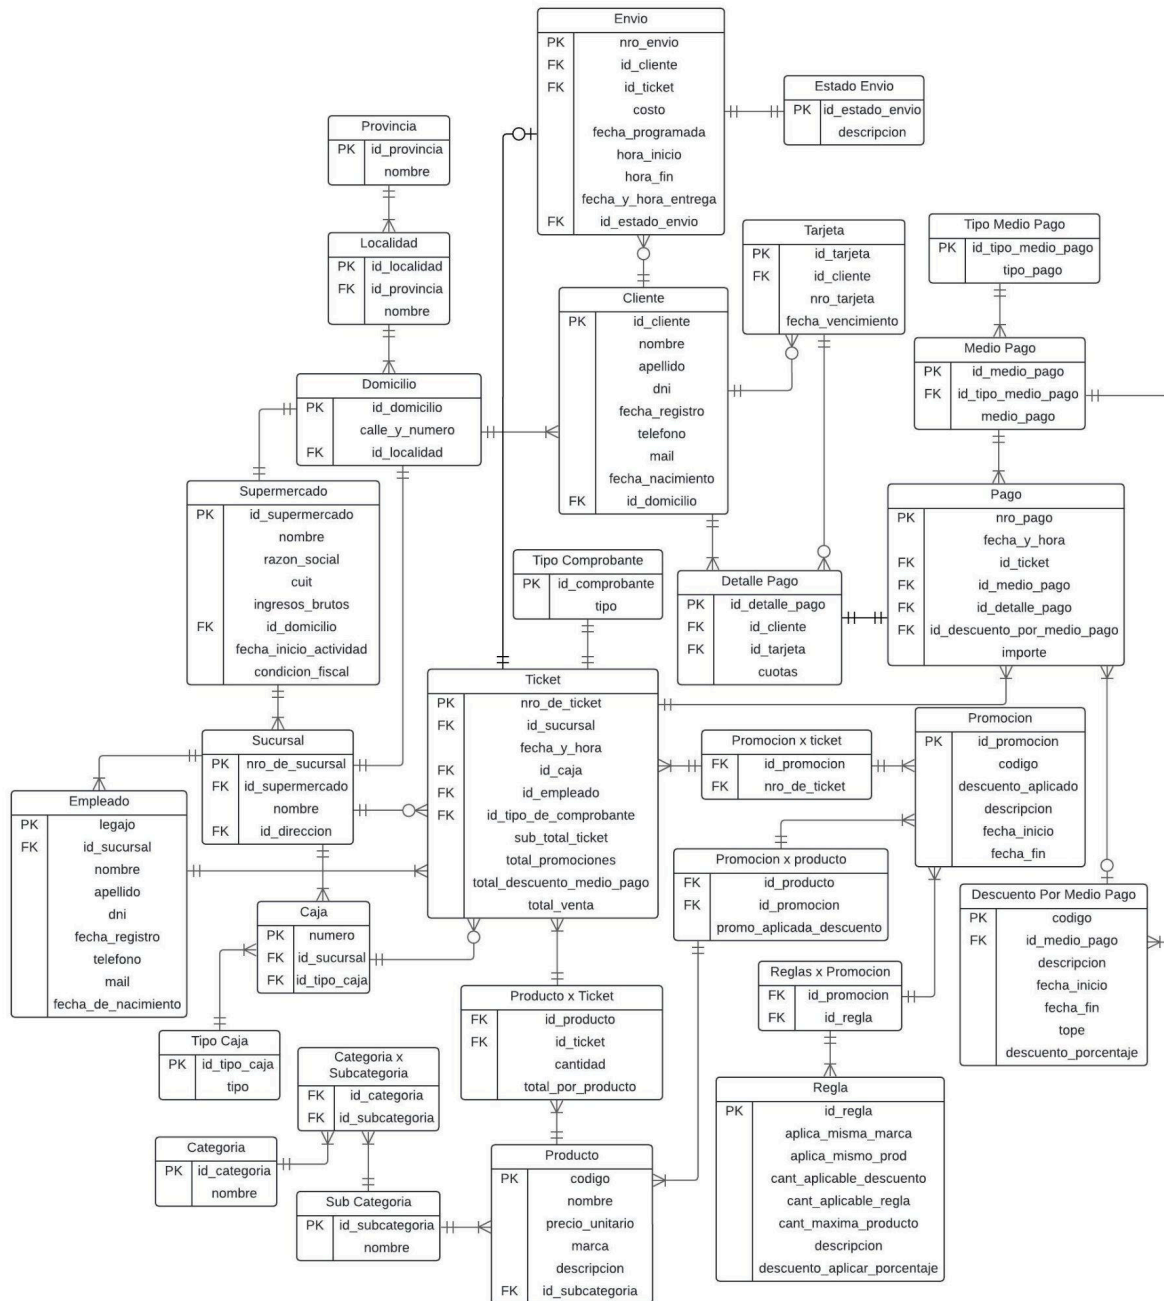 Envio
PK nro_envio
FK id_cliente
FK id_ticket
costo
fecha_programada
hora_inicio
hora_fin
fecha_y_hora_entrega
FK id_estado_envio
Estado Envio
PK id_estado_envio
descripcion
Provincia
PK id_provincia
nombre
Localidad
PK id_localidad
FK id_provincia
nombre
Tarjeta
PK id_tarjeta
FK id_cliente
nro_tarjeta
fecha_vencimiento
Tipo Medio Pago
PK id_tipo_medio_pago
tipo_pago
Cliente
PK id_cliente
nombre
apellido
dni
fecha_registro
telefono
mail
fecha_nacimiento
FK id_domicilio
Medio Pago
PK id_medio_pago
FK id_tipo_medio_pago
medio_pago
Domicilio
PK id_domicilio
calle_y_numero
FK id_localidad
Supermercado
PK id_supermercado
nombre
razon_social
cuit
ingresos_brutos
FK id_domicilio
fecha_inicio_actividad
condicion_fiscal
Pago
PK nro_pago
fecha_y_hora
FK id_ticket
FK id_medio_pago
FK id_detalle_pago
FK id_descuento_por_medio_pago
importe
Tipo Comprobante
PK id_comprobante
tipo
Detalle Pago
PK id_detalle_pago
FK id_cliente
FK id_tarjeta
cuotas
Ticket
PK nro_de_ticket
FK id_sucursal
fecha_y_hora
FK id_caja
FK id_empleado
FK id_tipo_de_comprobante
sub_total_ticket
total_promociones
total_descuento_medio_pago
total_venta
Sucursal
PK nro_de_sucursal
FK id_supermercado
nombre
FK id_direccion
Promocion x ticket
FK id_promocion
FK nro_de_ticket
Promocion
PK id_promocion
codigo
descuento_aplicado
descripcion
fecha_inicio
fecha_fin
Empleado
PK legajo
FK id_sucursal
nombre
apellido
dni
fecha_registro
telefono
mail
fecha_de_nacimiento
Promocion x producto
FK id_producto
FK id_promocion
promo_aplicada_descuento
Caja
PK numero
FK id_sucursal
FK id_tipo_caja
Descuento Por Medio Pago
PK codigo
FK id_medio_pago
descripcion
fecha_inicio
fecha_fin
tope
descuento_porcentaje
Reglas x Promocion
FK id_promocion
FK id_regla
Producto x Ticket
FK id_producto
FK id_ticket
cantidad
total_por_producto
Tipo Caja
PK id_tipo_caja
tipo
Categoria x
Subcategoria
FK id_categoria
FK id_subcategoria
Regla
PK id_regla
aplica_misma_marca
aplica_mismo_prod
cant_aplicable_descuento
cant_aplicable_regla
cant_maxima_producto
descripcion
descuento_aplicar_porcentaje
Categoria
PK id_categoria
nombre
Producto
PK codigo
nombre
precio_unitario
marca
descripcion
FK id_subcategoria
Sub Categoria
PK id_subcategoria
nombre